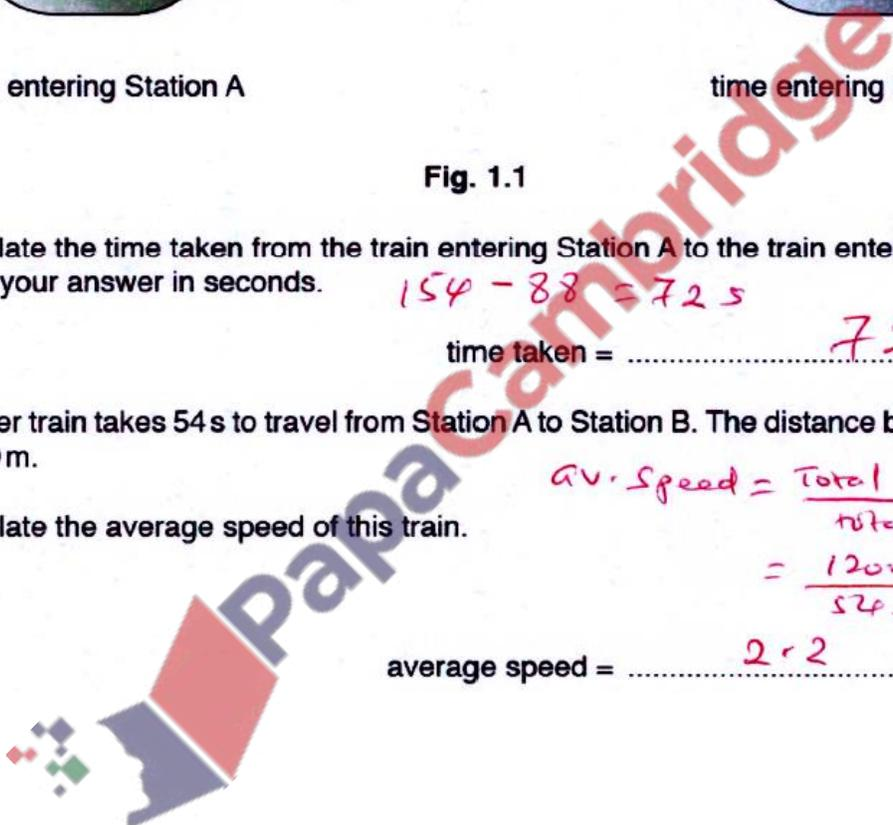 entering Station A
time entering
Fig. 1.1
late the time taken from the train entering Station A to the train ente
your answer in seconds.
154 - 88 = 72 s
time taken = ........................ 7
er train takes 54 s to travel from Station A to Station B. The distance b
m.
av. Speed = Total
late the average speed of this train.
tota
= 120
54
average speed = ........................ 2.2
PapaCambridge